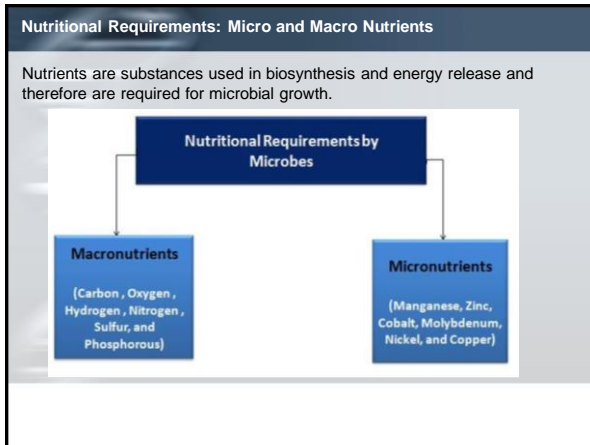 Nutritional Requirements: Micro and Macro Nutrients
Nutrients are substances used in biosynthesis and energy release and
therefore are required for microbial growth.
Nutritional Requirements by
Microbes
Macronutrients
(Carbon , Oxygen ,
Hydrogen , Nitrogen ,
Sulfur, and
Phosphorous)
Micronutrients
(Manganese, Zinc,
Cobalt, Molybdenum,
Nickel, and Copper)